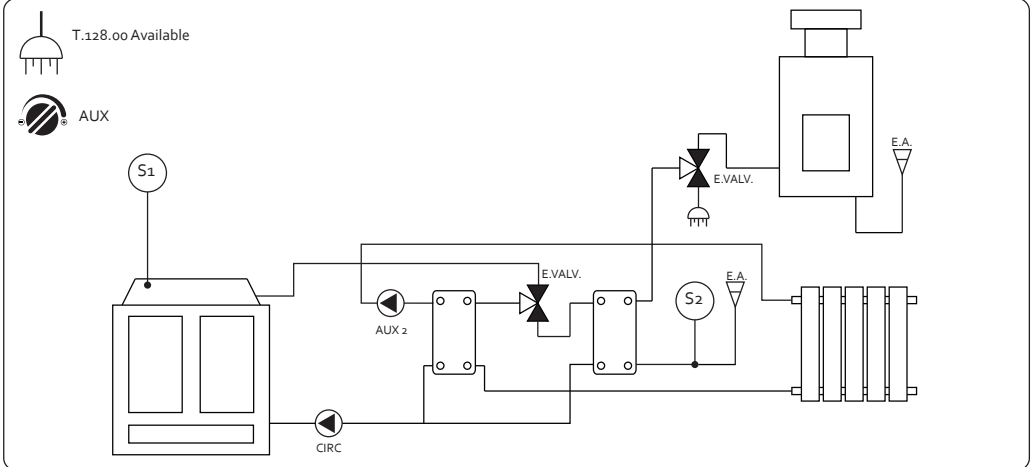 T.128.00 Available
AUX
S1
E.VALV.
E.A.
E.VALV.
E.A.
S2
AUX 2
CIRC